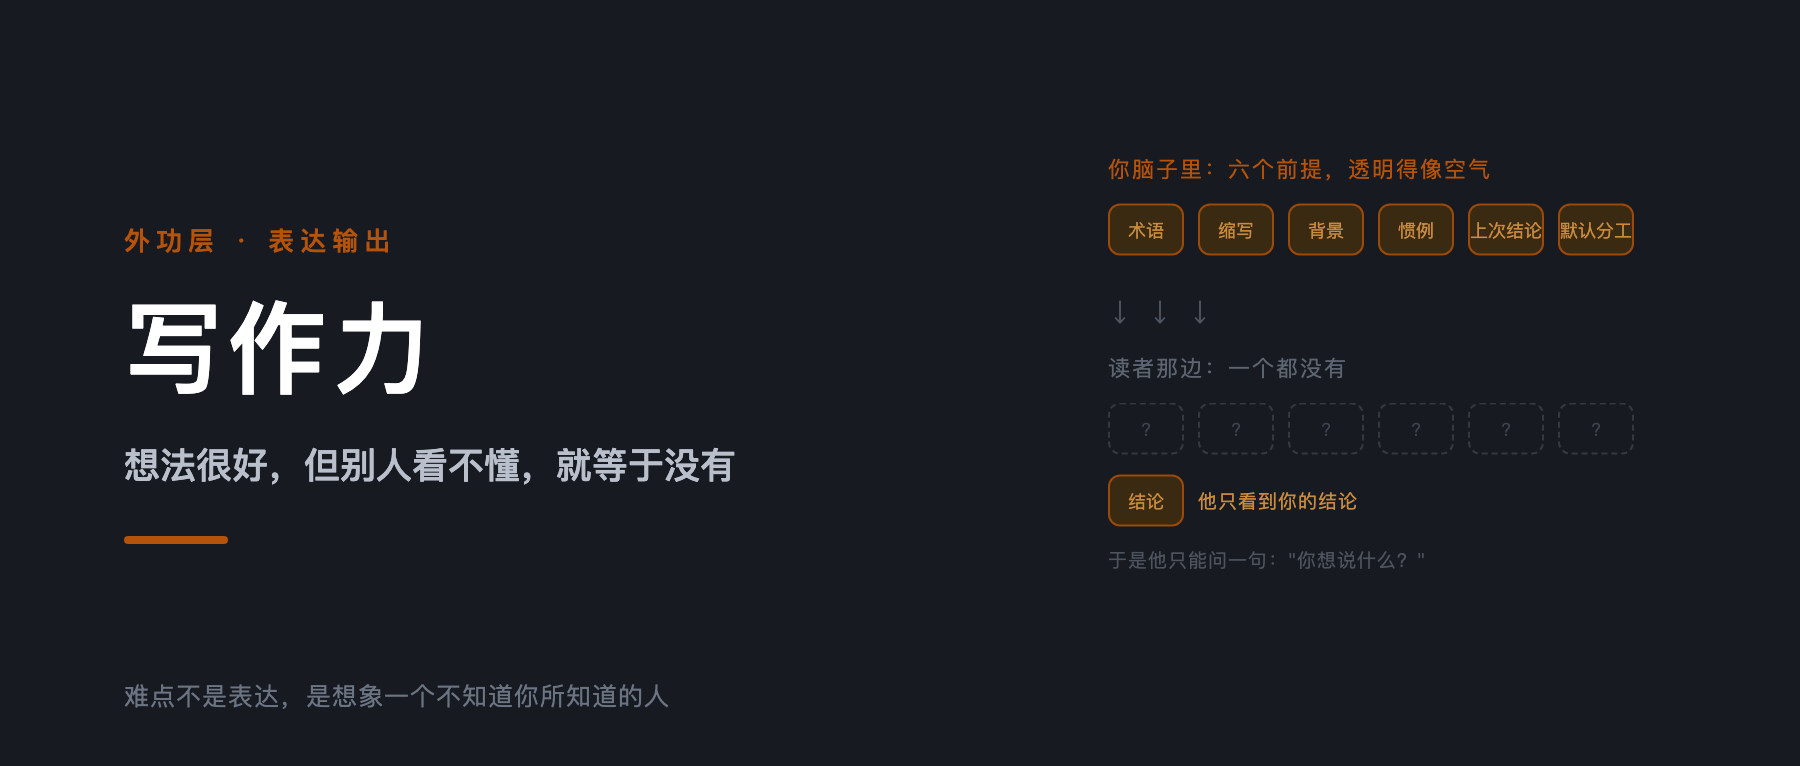 外功层 · 表达输出
写作力
想法很好，但别人看不懂，就等于没有
难点不是表达，是想象一个不知道你所知道的人
你脑子里：六个前提，透明得像空气
术语 缩写 背景 惯例 上次结论 默认分工
↓ ↓ ↓
读者那边：一个都没有
? ? ? ? ? ?
结论 他只看到你的结论
于是他只能问一句："你想说什么？"